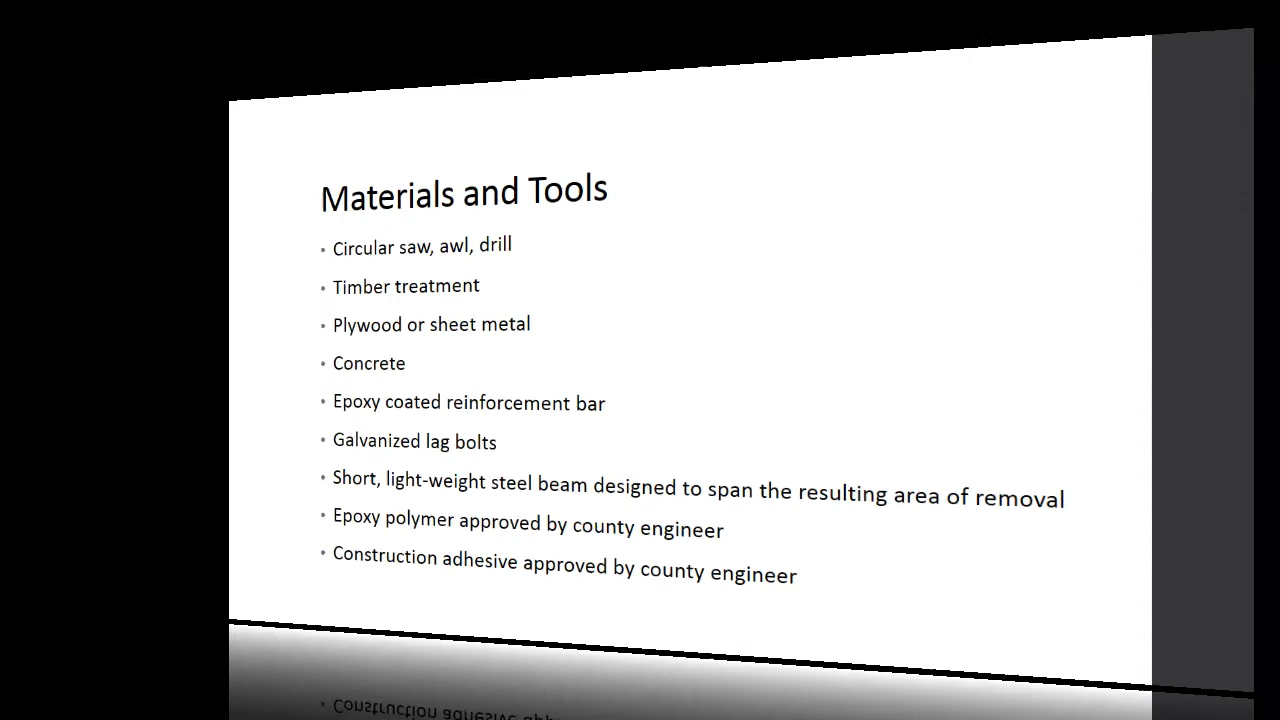 Materials and Tools
• Circular saw, awl, drill
• Timber treatment
• Plywood or sheet metal
• Concrete
• Epoxy coated reinforcement bar
• Galvanized lag bolts
• Short, light-weight steel beam designed to span the resulting area of removal
• Epoxy polymer approved by county engineer
• Construction adhesive approved by county engineer